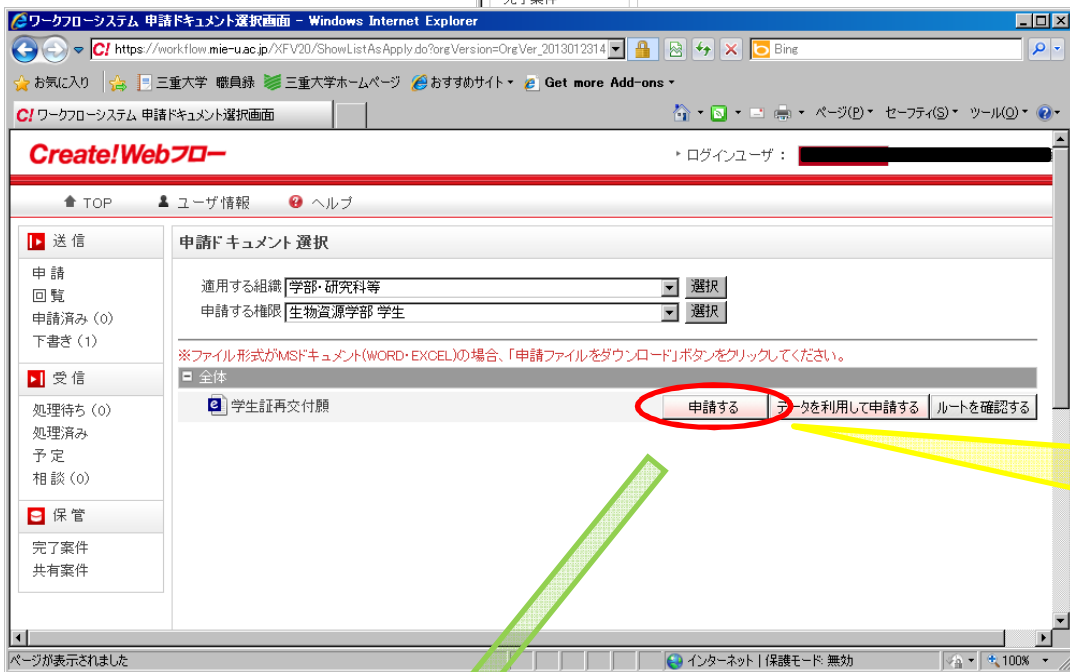 完了案件
ワークフローシステム 申請ドキュメント選択画面 - Windows Internet Explorer
https://workflow.mie-u.ac.jp/XFV20/ShowListAsApply.do?orgVersion=OrgVer_2013012314
Bing
お気に入り 三重大学 職員録 三重大学ホームページ おすすめサイト Get more Add-ons
ワークフローシステム 申請ドキュメント選択画面
ページ(P) セーフティ(S) ツール(O)
Create!Webフロー
ログインユーザ：
TOP ユーザ情報 ヘルプ
送信
申請
回覧
申請済み (0)
下書き (1)
受信
処理待ち (0)
処理済み
予定
相談 (0)
保管
完了案件
共有案件
申請ドキュメント選択
適用する組織 学部・研究科等 選択
申請する権限 生物資源学部 学生 選択
※ファイル形式がMSドキュメント(WORD・EXCEL)の場合、「申請ファイルをダウンロード」ボタンをクリックしてください。
全体
学生証再交付願 申請する データを利用して申請する ルートを確認する
ページが表示されました
インターネット | 保護モード: 無効
100%